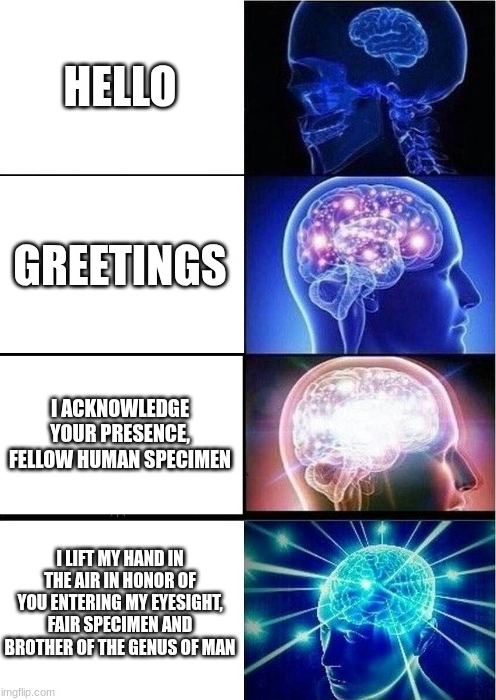 HELLO
GREETINGS
I ACKNOWLEDGE
YOUR PRESENCE,
FELLOW HUMAN SPECIMEN
I LIFT MY HAND IN
THE AIR IN HONOR OF
YOU ENTERING MY EYESIGHT,
FAIR SPECIMEN AND
BROTHER OF THE GENUS OF MAN
imgflip.com